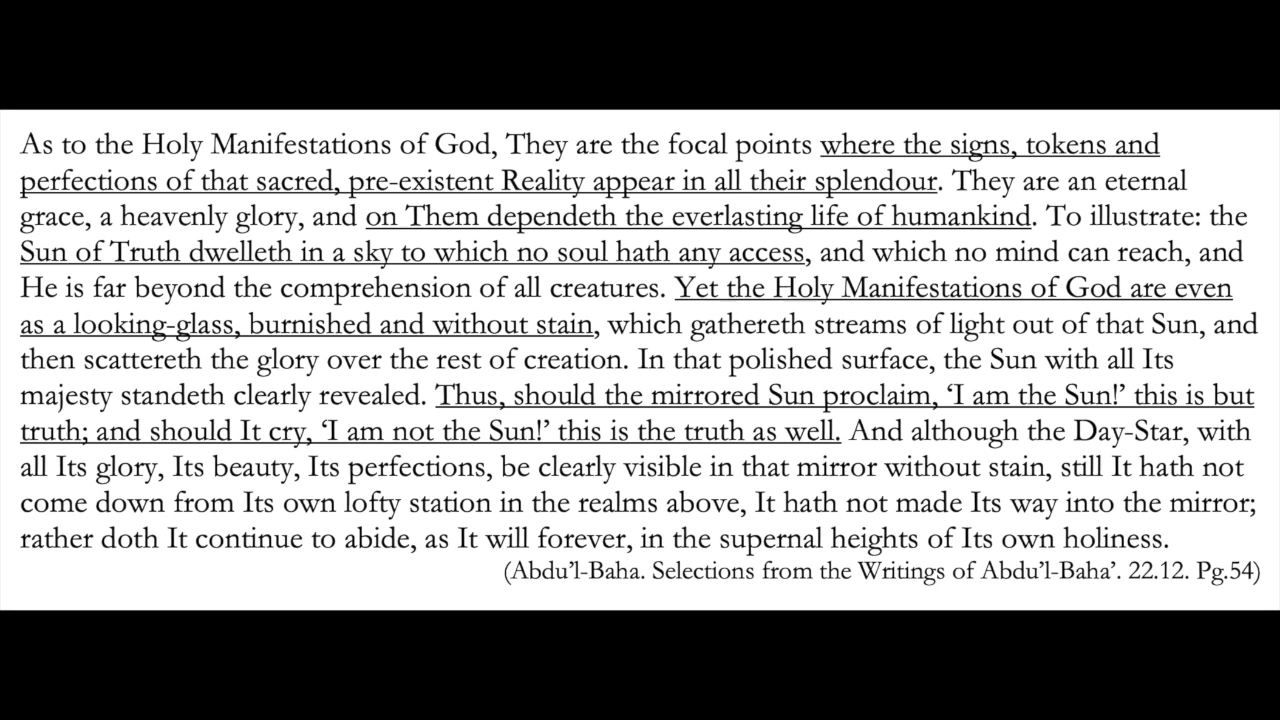 As to the Holy Manifestations of God, They are the focal points where the signs, tokens and
perfections of that sacred, pre-existent Reality appear in all their splendour. They are an eternal
grace, a heavenly glory, and on Them dependeth the everlasting life of humankind. To illustrate: the
Sun of Truth dwelleth in a sky to which no soul hath any access, and which no mind can reach, and
He is far beyond the comprehension of all creatures. Yet the Holy Manifestations of God are even
as a looking-glass, burnished and without stain, which gathereth streams of light out of that Sun, and
then scattereth the glory over the rest of creation. In that polished surface, the Sun with all Its
majesty standeth clearly revealed. Thus, should the mirrored Sun proclaim, ‘I am the Sun!’ this is but
truth; and should It cry, ‘I am not the Sun!’ this is the truth as well. And although the Day-Star, with
all Its glory, Its beauty, Its perfections, be clearly visible in that mirror without stain, still It hath not
come down from Its own lofty station in the realms above, It hath not made Its way into the mirror;
rather doth It continue to abide, as It will forever, in the supernal heights of Its own holiness.
(Abdu’l-Baha. Selections from the Writings of Abdu’l-Baha’. 22.12. Pg.54)